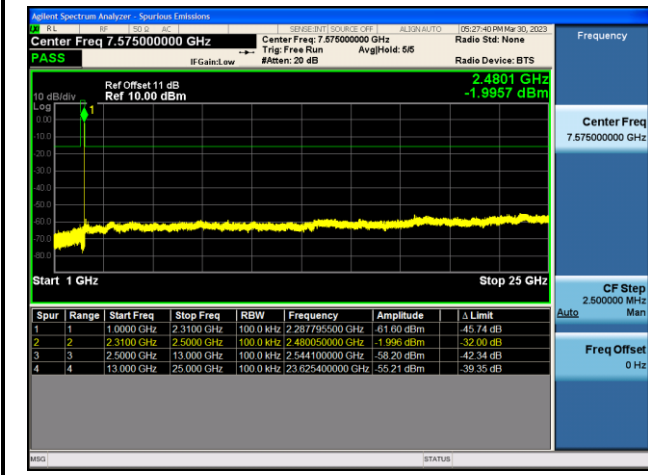 Agilent Spectrum Analyzer - Spurious Emissions
RL RF 50 Ω AC SENSE:INT SOURCE OFF ALIGN AUTO 05:27:40 PM Mar 30, 2023
Center Freq 7.575000000 GHz Center Freq: 7.575000000 GHz Radio Std: None Frequency
Trig: Free Run Avg|Hold: 5/5
PASS IFGain:Low #Atten: 20 dB Radio Device: BTS
Ref Offset 11 dB 2.4801 GHz
10 dB/div Ref 10.00 dBm -1.9957 dBm
Log
1
0.00
-10.0
-20.0
-30.0
-40.0
-50.0
-60.0
-70.0
-80.0
Start 1 GHz Stop 25 GHz
Center Freq
7.575000000 GHz
CF Step
2.500000 MHz
Auto Man
Freq Offset
0 Hz
Spur Range Start Freq Stop Freq RBW Frequency Amplitude Δ Limit
1 1 1.0000 GHz 2.3100 GHz 100.0 kHz 2.287795500 GHz -61.60 dBm -45.74 dB
2 2 2.3100 GHz 2.5000 GHz 100.0 kHz 2.480050000 GHz -1.996 dBm -32.00 dB
3 3 2.5000 GHz 13.000 GHz 100.0 kHz 2.544100000 GHz -58.20 dBm -42.34 dB
4 4 13.000 GHz 25.000 GHz 100.0 kHz 23.625400000 GHz -55.21 dBm -39.35 dB
MSG STATUS